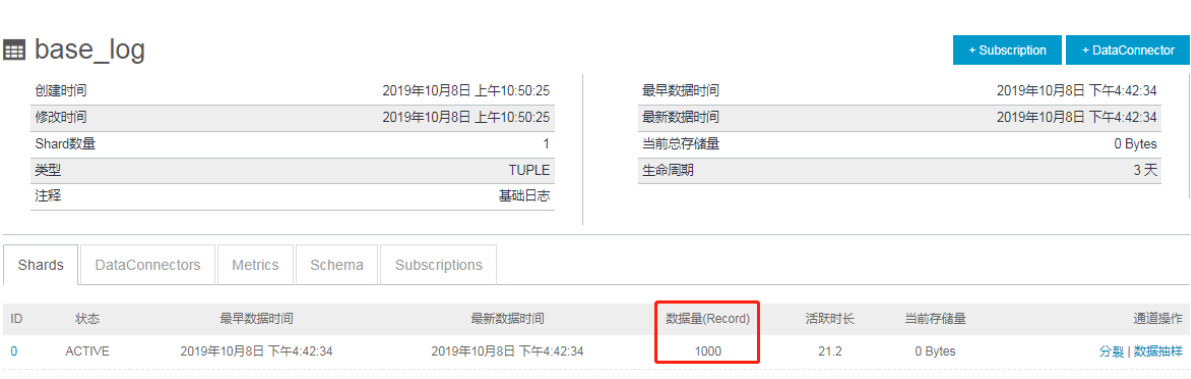 base_log
+ Subscription + DataConnector
创建时间 2019年10月8日 上午10:50:25 最早数据时间 2019年10月8日 下午4:42:34
修改时间 2019年10月8日 上午10:50:25 最新数据时间 2019年10月8日 下午4:42:34
Shard数量 1 当前总存储量 0 Bytes
类型 TUPLE 生命周期 3 天
注释 基础日志
Shards DataConnectors Metrics Schema Subscriptions
ID 状态 最早数据时间 最新数据时间 数据量(Record) 活跃时长 当前存储量 通道操作
0 ACTIVE 2019年10月8日 下午4:42:34 2019年10月8日 下午4:42:34 1000 21.2 0 Bytes 分裂 | 数据抽样